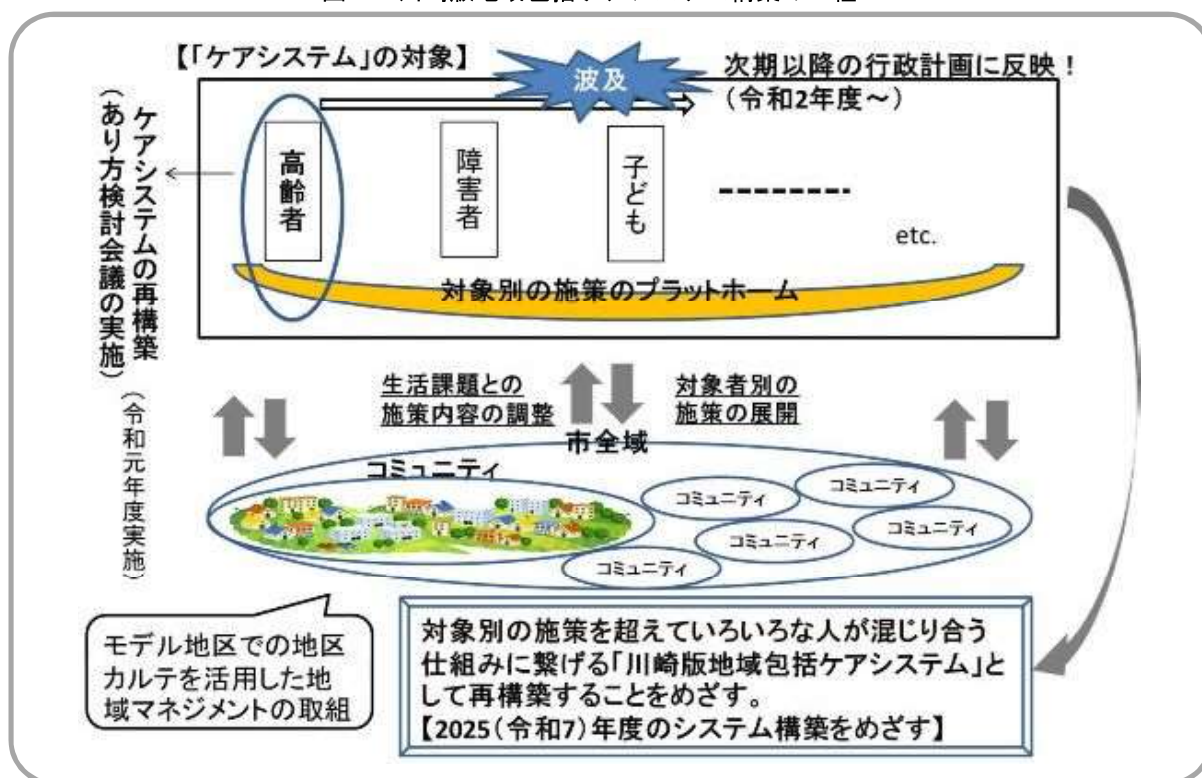 【「ケアシステム」の対象】
波及
次期以降の行政計画に反映！
（令和2年度～）
ケアシステムの再構築
（あり方検討会議の実施）
（令和元年度実施）
高齢者
障害者
子ども
etc.
対象別の施策のプラットホーム
生活課題との
施策内容の調整
対象者別の
施策の展開
市全域
コミュニティ
コミュニティ
コミュニティ
コミュニティ
コミュニティ
コミュニティ
モデル地区での地区
カルテを活用した地
域マネジメントの取組
対象別の施策を超えていろいろな人が混じり合う
仕組みに繋げる「川崎版地域包括ケアシステム」と
して再構築することをめざす。
【2025（令和7）年度のシステム構築をめざす】